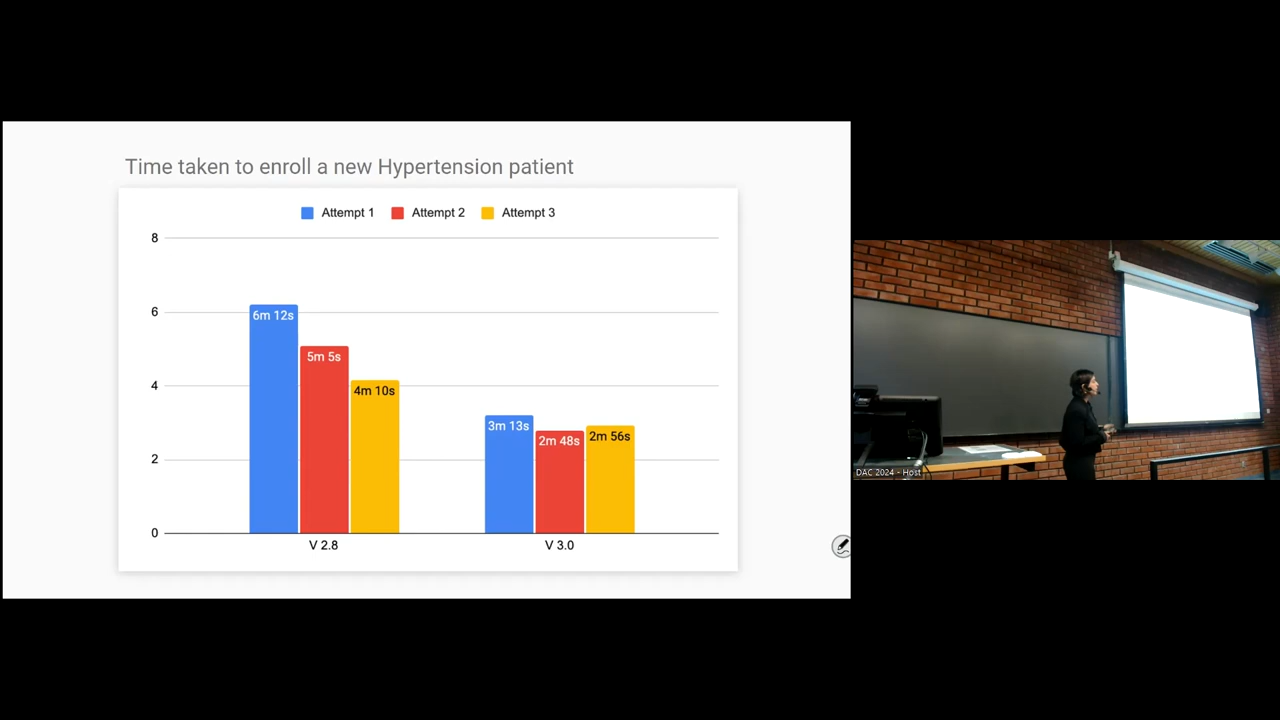 Time taken to enroll a new Hypertension patient
Attempt 1 Attempt 2 Attempt 3
8
6
4
2
0
6m 12s
5m 5s
4m 10s
3m 13s
2m 48s
2m 56s
V 2.8
V 3.0
DAC 2024 - Host